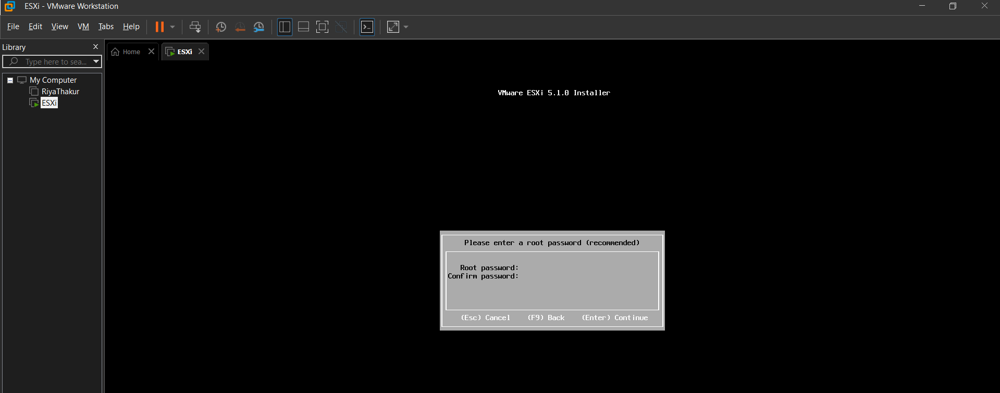 ESXi - VMware Workstation
File Edit View VM Tabs Help
Library
Type here to sea...
My Computer
RiyaThakur
ESXi
Home
ESXi
VMware ESXi 5.1.0 Installer
Please enter a root password (recommended)
Root password:
Confirm password:
(Esc) Cancel (F9) Back (Enter) Continue